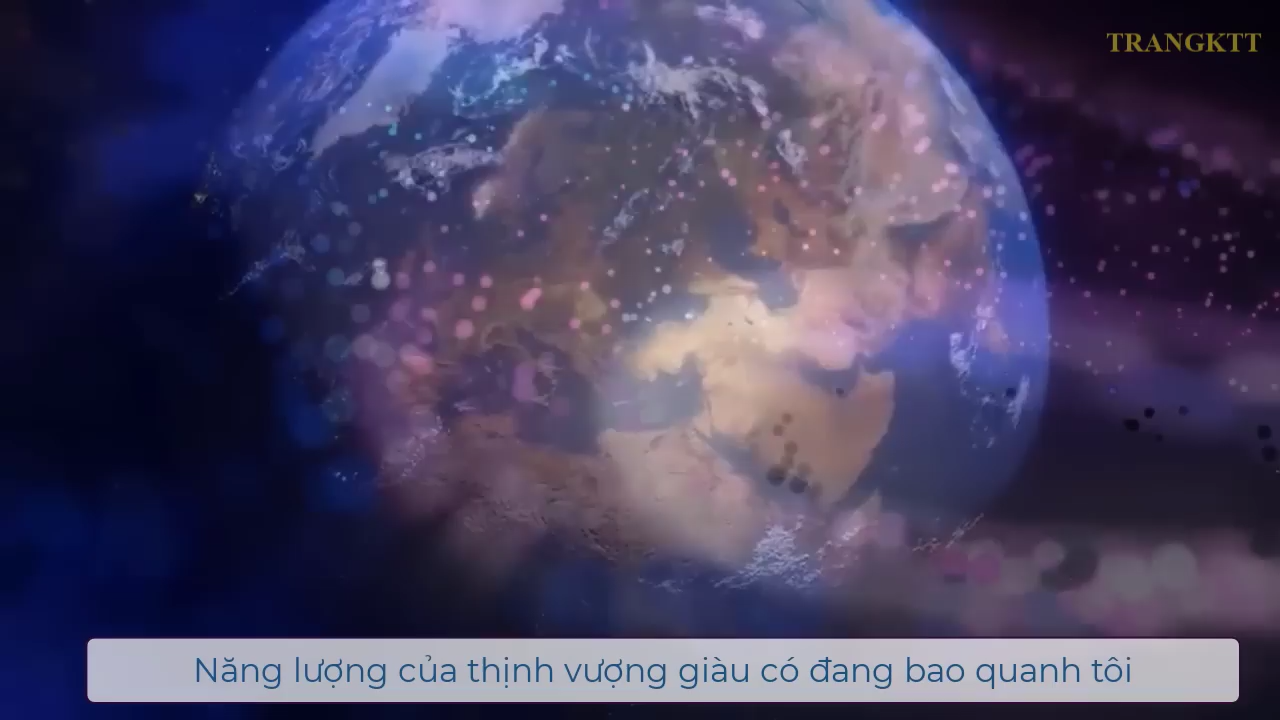 TRANGKTT
Năng lượng của thịnh vượng giàu có đang bao quanh tôi